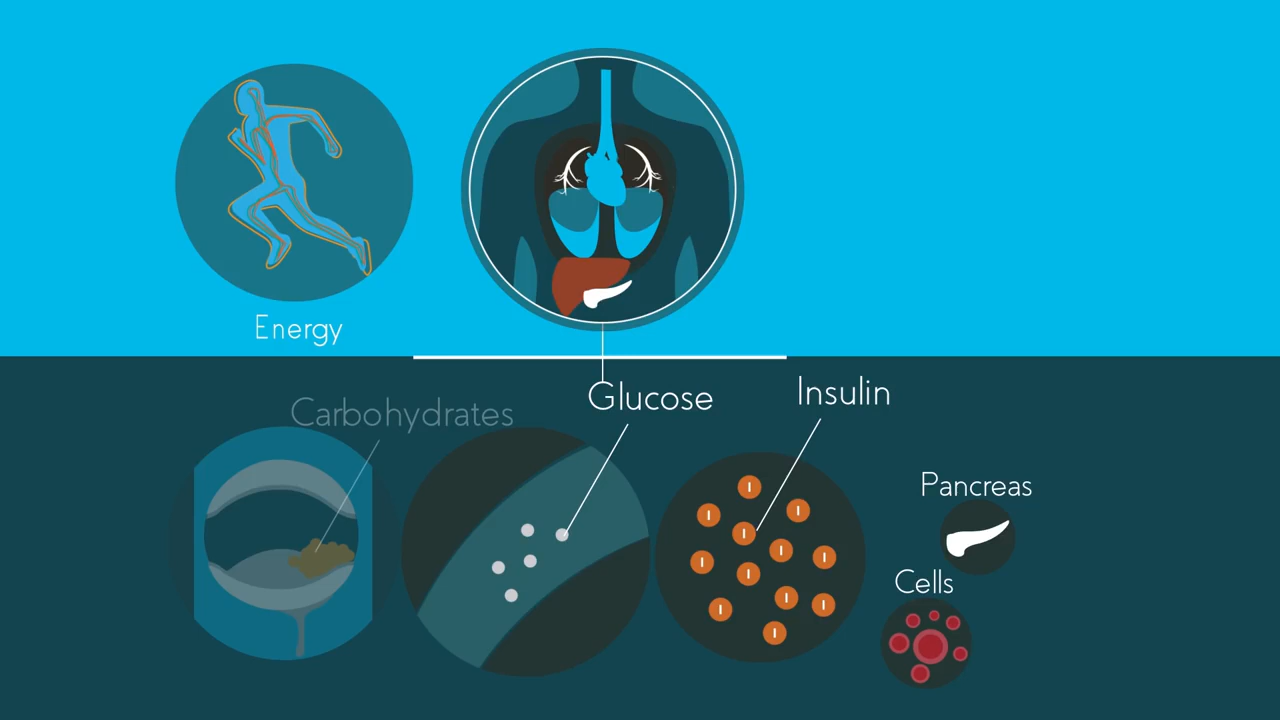 Energy
Carbohydrates
Glucose
Insulin
Pancreas
Cells
I
I
I
I
I
I
I
I
I
I
I
I